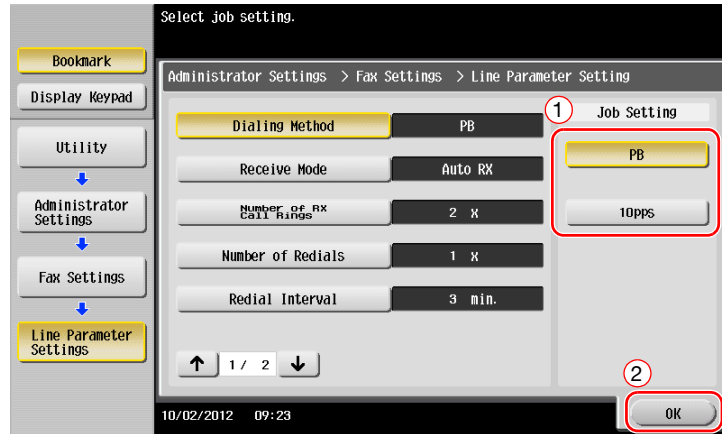 Select job setting.
Bookmark
Display Keypad
Utility
Administrator
Settings
Fax Settings
Line Parameter
Settings
Administrator Settings > Fax Settings > Line Parameter Setting
Dialing Method PB
Receive Mode Auto RX
Number of RX
Call Rings 2 X
Number of Redials 1 X
Redial Interval 3 min.
↑ 1/ 2 ↓
1 Job Setting
PB
10pps
2
OK
10/02/2012 09:23